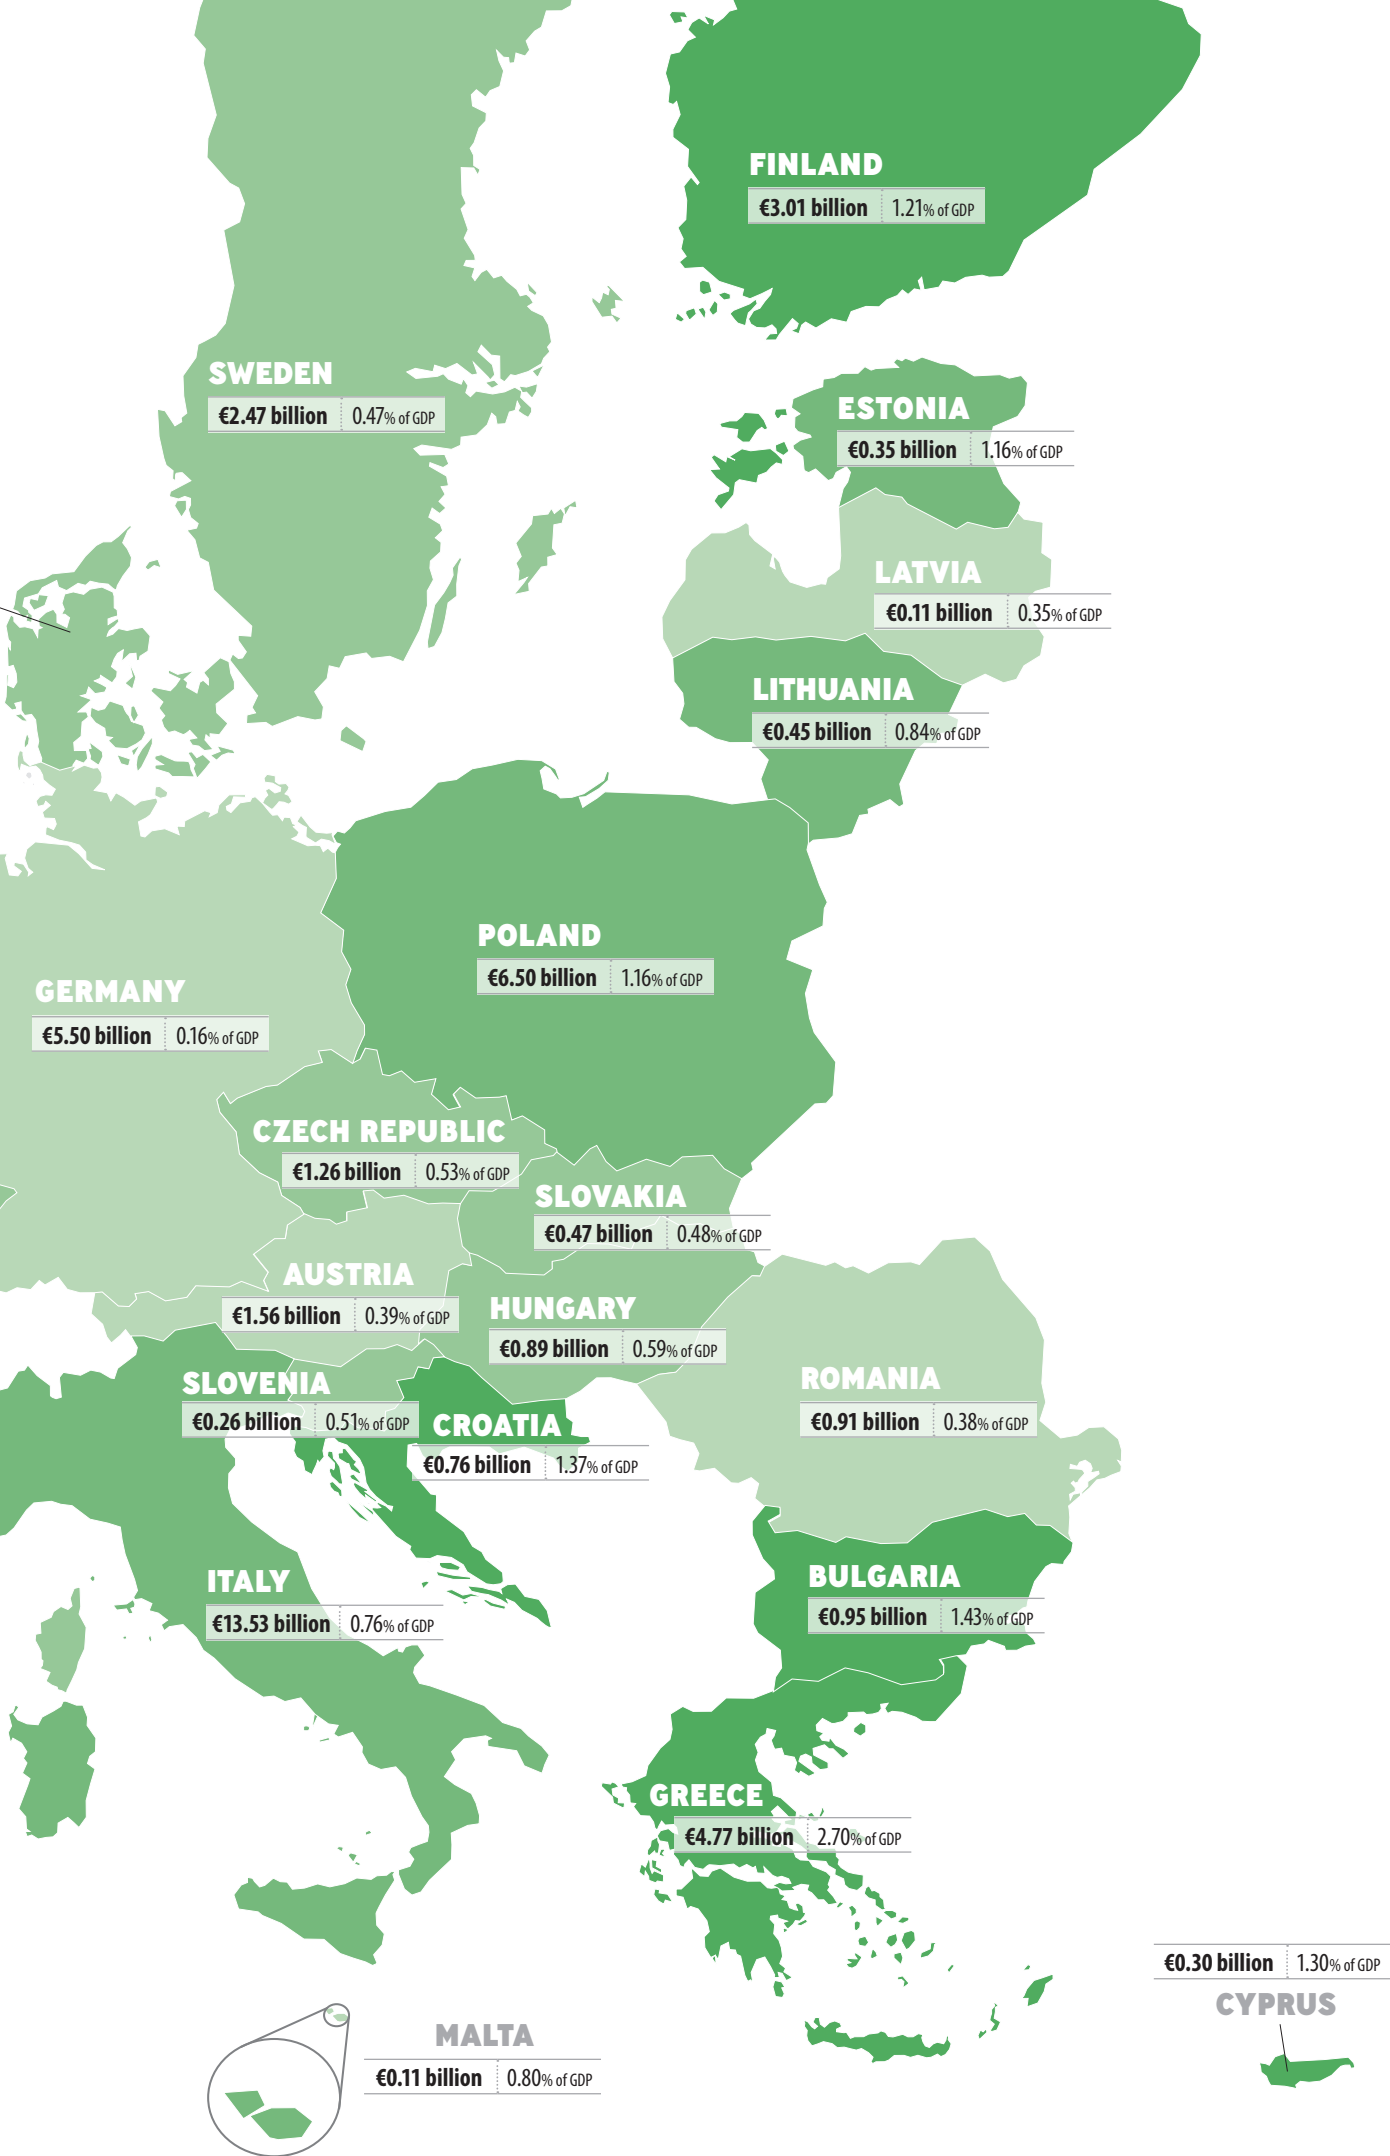 FINLAND
€3.01 billion 1.21% of GDP
SWEDEN
€2.47 billion 0.47% of GDP
ESTONIA
€0.35 billion 1.16% of GDP
LATVIA
€0.11 billion 0.35% of GDP
LITHUANIA
€0.45 billion 0.84% of GDP
POLAND
€6.50 billion 1.16% of GDP
GERMANY
€5.50 billion 0.16% of GDP
CZECH REPUBLIC
€1.26 billion 0.53% of GDP
SLOVAKIA
€0.47 billion 0.48% of GDP
AUSTRIA
€1.56 billion 0.39% of GDP
HUNGARY
€0.89 billion 0.59% of GDP
SLOVENIA
€0.26 billion 0.51% of GDP
ROMANIA
€0.91 billion 0.38% of GDP
CROATIA
€0.76 billion 1.37% of GDP
ITALY
€13.53 billion 0.76% of GDP
BULGARIA
€0.95 billion 1.43% of GDP
GREECE
€4.77 billion 2.70% of GDP
€0.30 billion 1.30% of GDP
CYPRUS
MALTA
€0.11 billion 0.80% of GDP